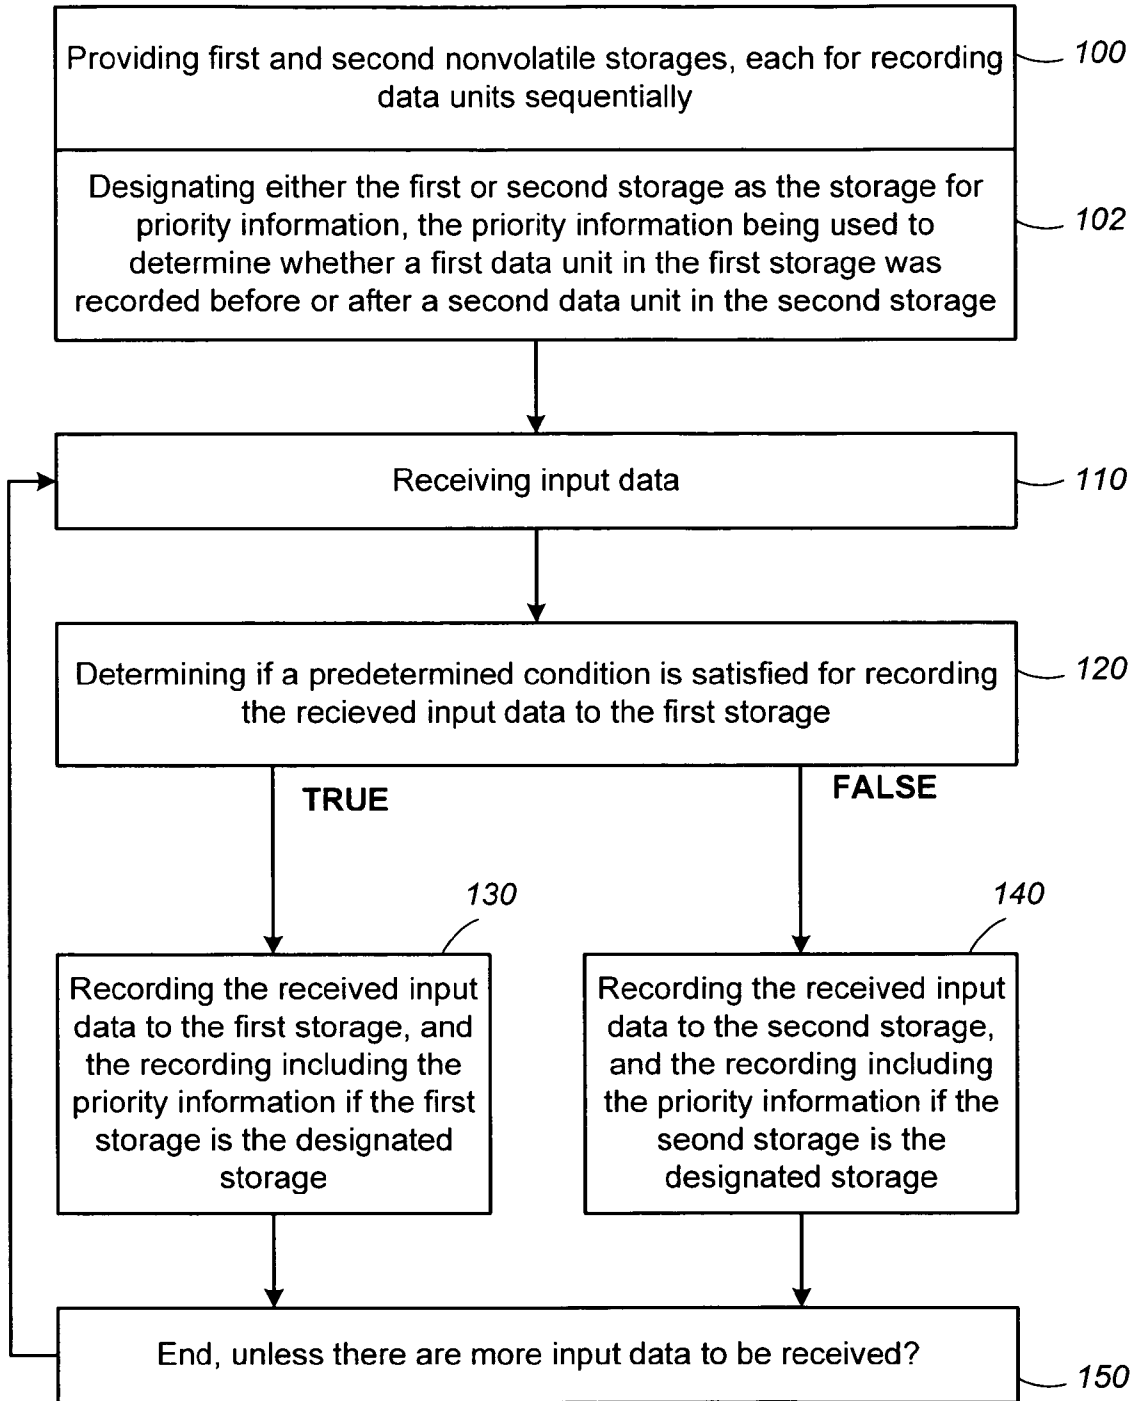 Providing first and second nonvolatile storages, each for recording
data units sequentially
100
Designating either the first or second storage as the storage for
priority information, the priority information being used to
determine whether a first data unit in the first storage was
recorded before or after a second data unit in the second storage
102
Receiving input data
110
Determining if a predetermined condition is satisfied for recording
the recieved input data to the first storage
120
TRUE
FALSE
130
Recording the received input
data to the first storage, and
the recording including the
priority information if the first
storage is the designated
storage
140
Recording the received input
data to the second storage,
and the recording including
the priority information if the
seond storage is the
designated storage
End, unless there are more input data to be received?
150